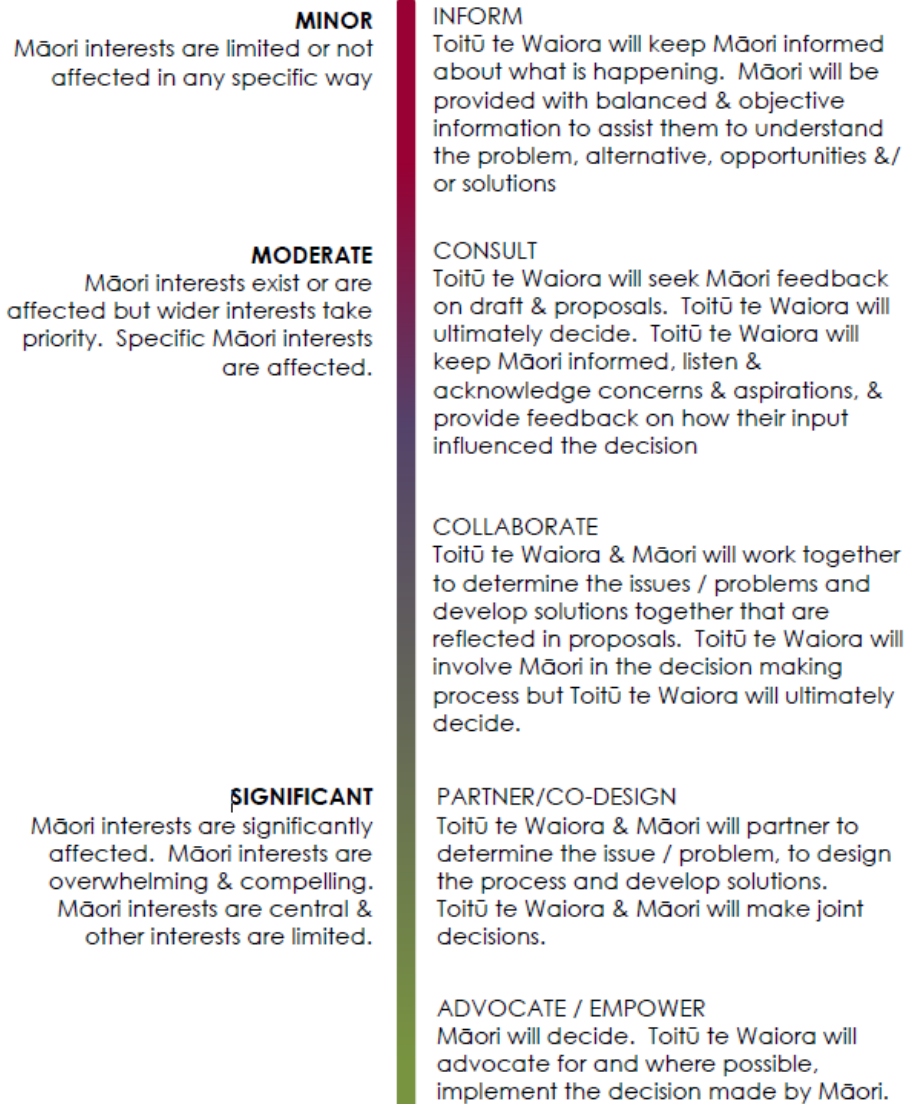 MINOR
Māori interests are limited or not
affected in any specific way
INFORM
Toitū te Waiora will keep Māori informed
about what is happening.  Māori will be
provided with balanced & objective
information to assist them to understand
the problem, alternative, opportunities &/
or solutions
MODERATE
Māori interests exist or are
affected but wider interests take
priority.  Specific Māori interests
are affected.
CONSULT
Toitū te Waiora will seek Māori feedback
on draft & proposals.  Toitū te Waiora will
ultimately decide.  Toitū te Waiora will
keep Māori informed, listen &
acknowledge concerns & aspirations, &
provide feedback on how their input
influenced the decision
COLLABORATE
Toitū te Waiora & Māori will work together
to determine the issues / problems and
develop solutions together that are
reflected in proposals.  Toitū te Waiora will
involve Māori in the decision making
process but Toitū te Waiora will ultimately
decide.
SIGNIFICANT
Māori interests are significantly
affected.  Māori interests are
overwhelming & compelling.
Māori interests are central &
other interests are limited.
PARTNER/CO-DESIGN
Toitū te Waiora & Māori will partner to
determine the issue / problem, to design
the process and develop solutions.
Toitū te Waiora & Māori will make joint
decisions.
ADVOCATE / EMPOWER
Māori will decide.  Toitū te Waiora will
advocate for and where possible,
implement the decision made by Māori.